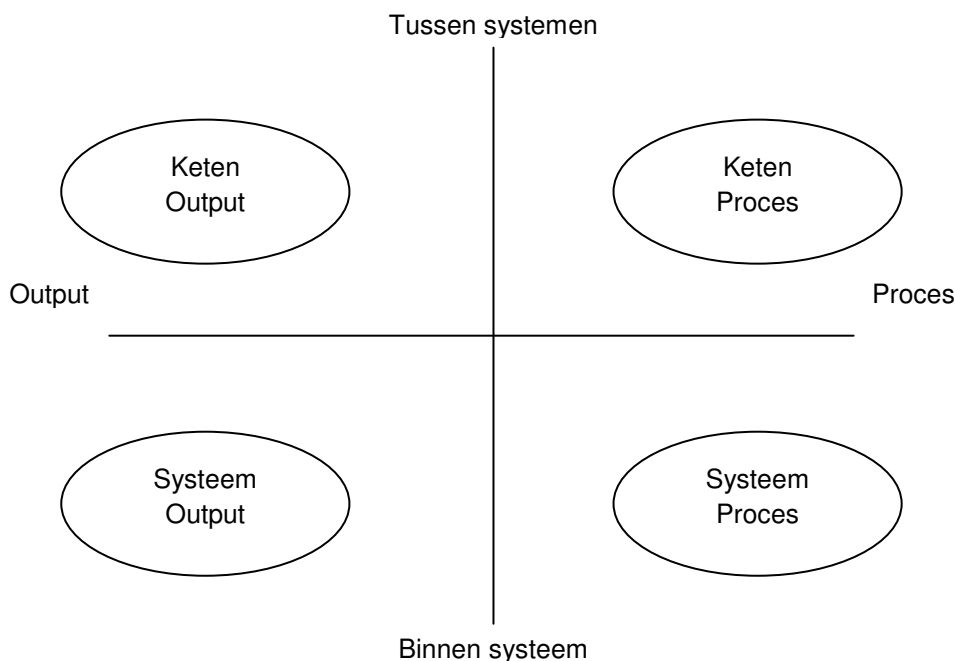 Tussen systemen
Keten
Output
Keten
Proces
Output
Proces
Systeem
Output
Systeem
Proces
Binnen systeem